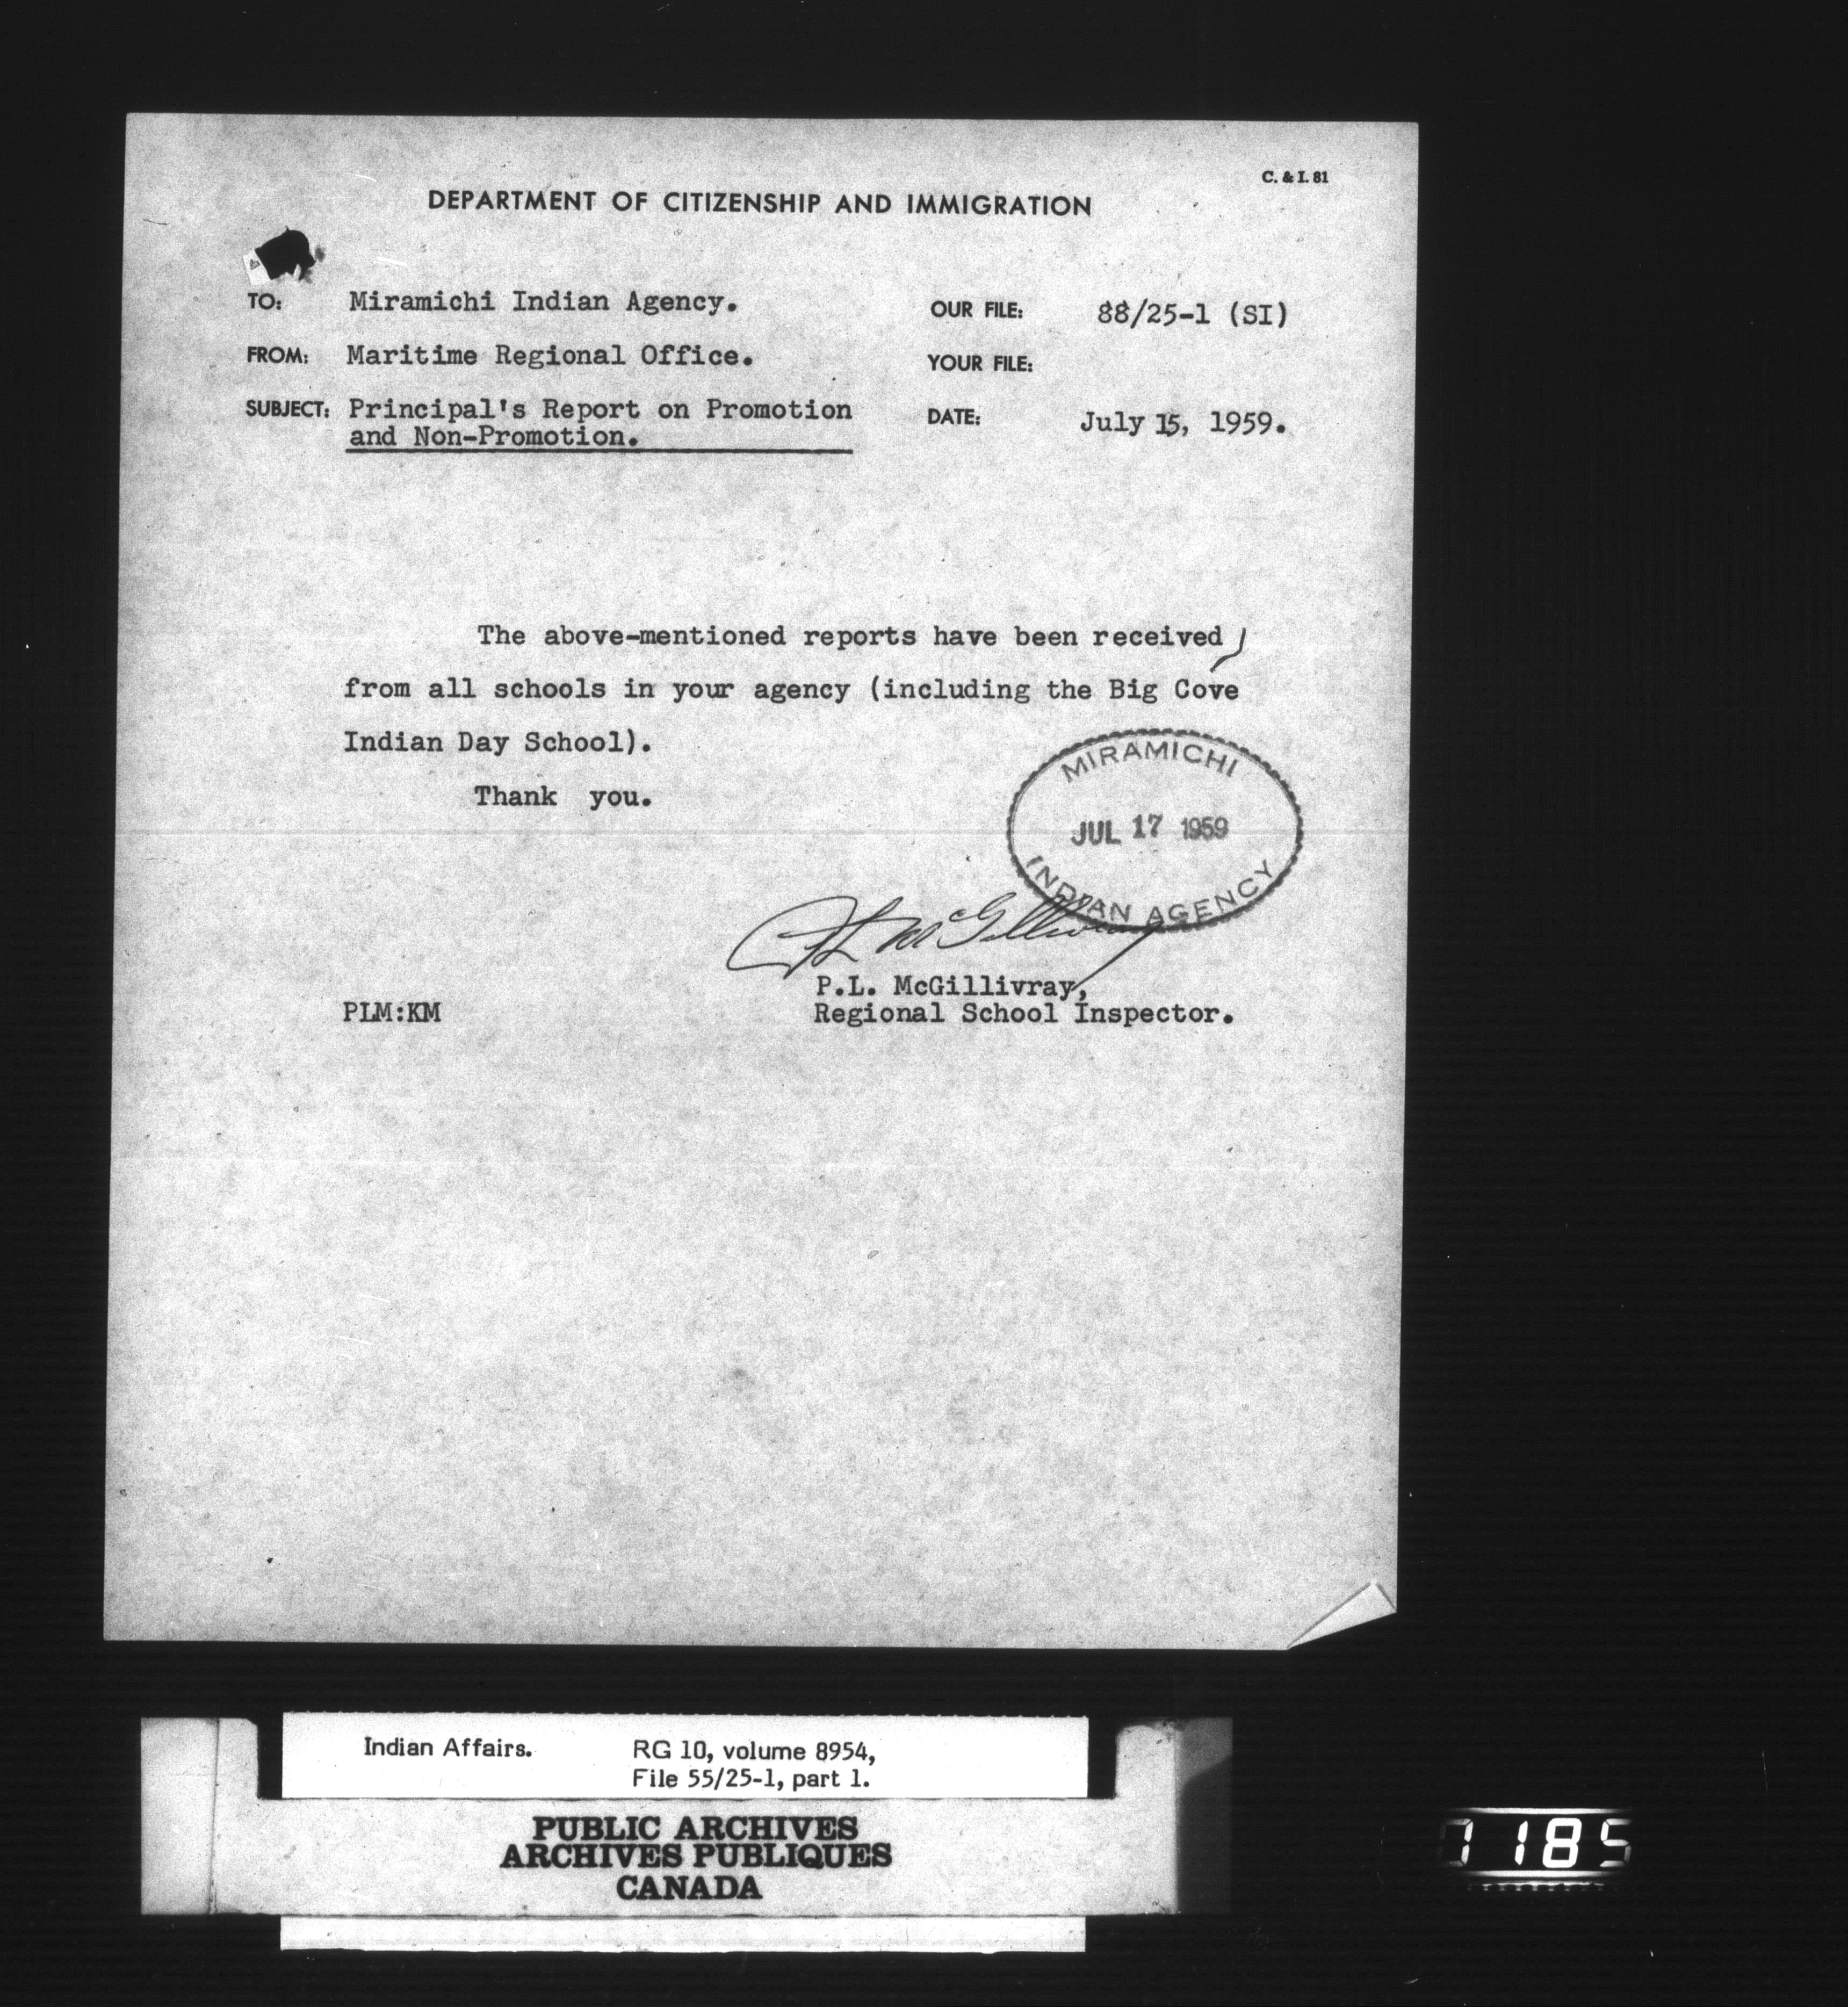 C. & I. 81
DEPARTMENT OF CITIZENSHIP AND IMMIGRATION
TO: Miramichi Indian Agency.
OUR FILE: 88/25-1 (SI)
FROM: Maritime Regional Office.
YOUR FILE:
SUBJECT: Principal's Report on Promotion
and Non-Promotion.
DATE: July 15, 1959.
The above-mentioned reports have been received
from all schools in your agency (including the Big Cove
Indian Day School).
Thank you.
MIRAMICHI
JUL 17 1959
INDIAN AGENCY
PL McGillivray
P.L. McGillivray,
Regional School Inspector.
PLM:KM
Indian Affairs. RG 10, volume 8954,
File 55/25-1, part 1.
PUBLIC ARCHIVES
ARCHIVES PUBLIQUES
CANADA
1185